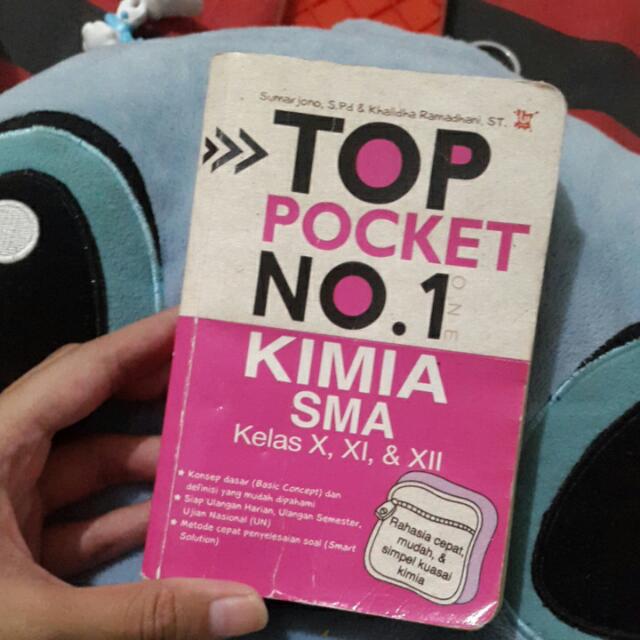 Sumarjono, S.Pd & Khalidha Ramadhani, ST.
TOP
POCKET
NO.1
ONE
KIMIA
SMA
Kelas X, XI, & XII
★ Konsep dasar (Basic Concept) dan
definisi yang mudah dipahami
★ Siap Ulangan Harian, Ulangan Semester,
Ujian Nasional (UN)
★ Metode cepat penyelesaian soal (Smart
Solution)
Rahasia cepat,
mudah, &
simpel kuasai
kimia